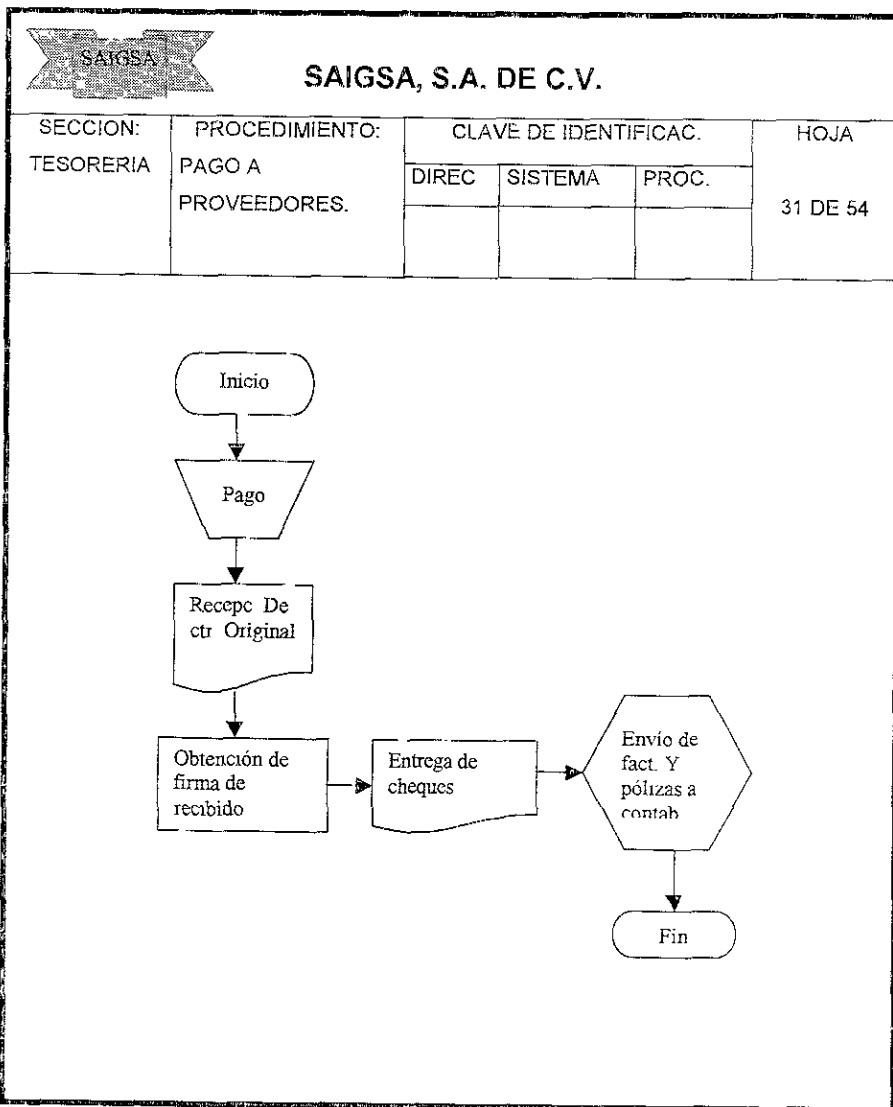 SAIGSA
SAIGSA, S.A. DE C.V.
SECCION:
TESORERIA
PROCEDIMIENTO:
PAGO A
PROVEEDORES.
CLAVE DE IDENTIFICAC.
DIREC
SISTEMA
PROC.
HOJA
31 DE 54
Inicio
Pago
Recepc De
ctr Original
Obtención de
firma de
recibido
Entrega de
cheques
Envío de
fact. Y
pólizas a
contab
Fin